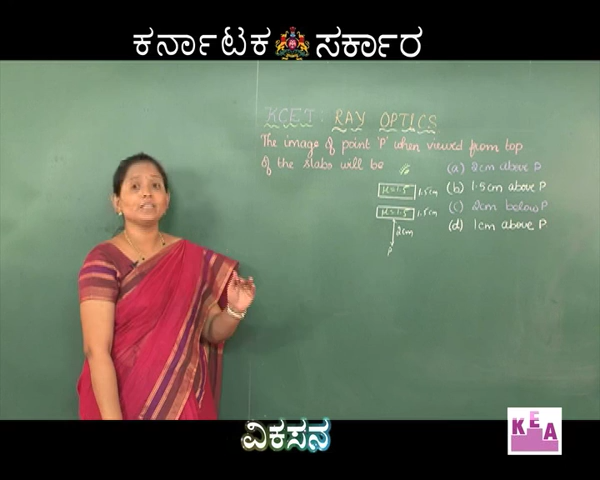 ಕರ್ನಾಟಕ ಸರ್ಕಾರ
KCET : RAY OPTICS
The image of point 'P' when viewed from top
of the slabs will be
(a) 2cm above P
μ=1.5 1.5cm (b) 1.5cm above P
μ=1.5 1.5cm (c) 2cm below P
2cm (d) 1cm above P
P
ವಿಕಸನ
KEA